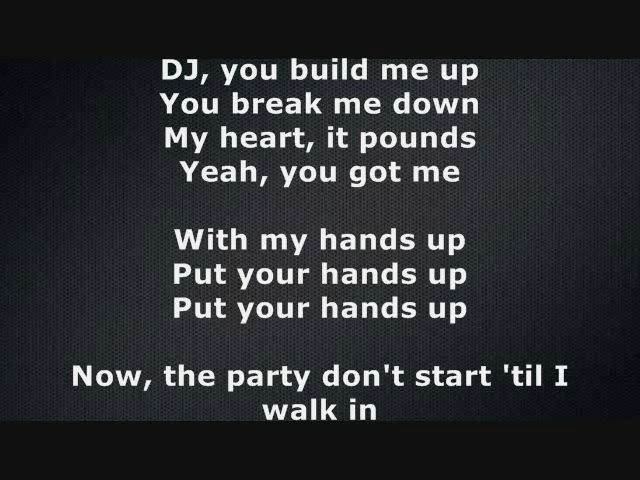 DJ, you build me up
You break me down
My heart, it pounds
Yeah, you got me
With my hands up
Put your hands up
Put your hands up
Now, the party don't start 'til I
walk in